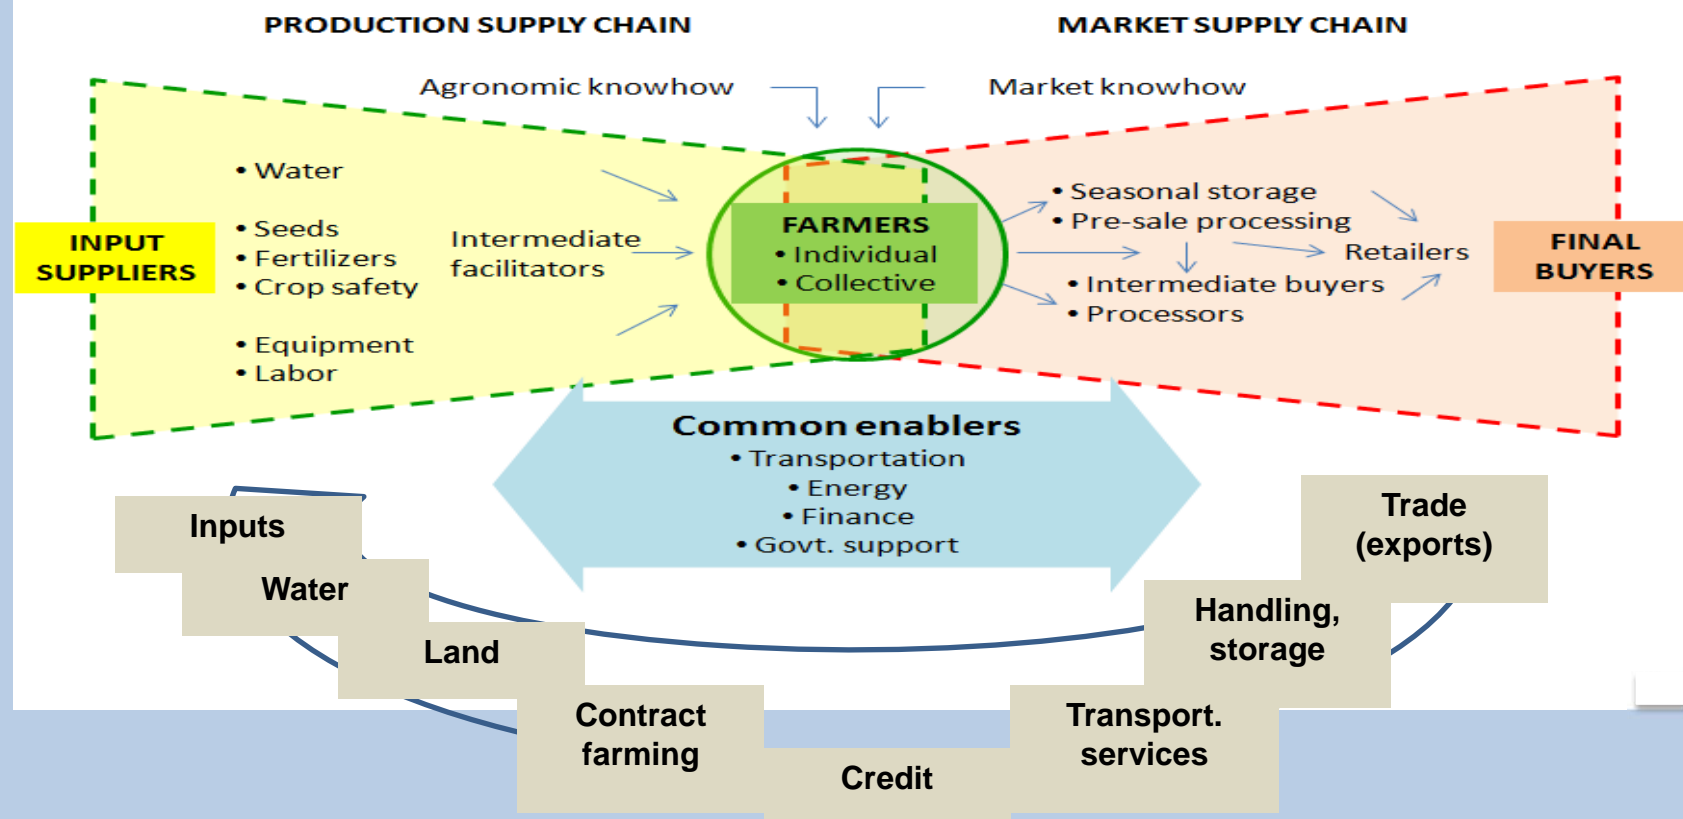 PRODUCTION SUPPLY CHAIN
MARKET SUPPLY CHAIN
Agronomic knowhow
Market knowhow
INPUT
SUPPLIERS
• Water
• Seeds
• Fertilizers
• Crop safety
• Equipment
• Labor
Intermediate
facilitators
FARMERS
• Individual
• Collective
• Seasonal storage
• Pre-sale processing
• Intermediate buyers
• Processors
Retailers
FINAL
BUYERS
Common enablers
• Transportation
• Energy
• Finance
• Govt. support
Inputs
Water
Land
Contract
farming
Credit
Transport.
services
Handling,
storage
Trade
(exports)